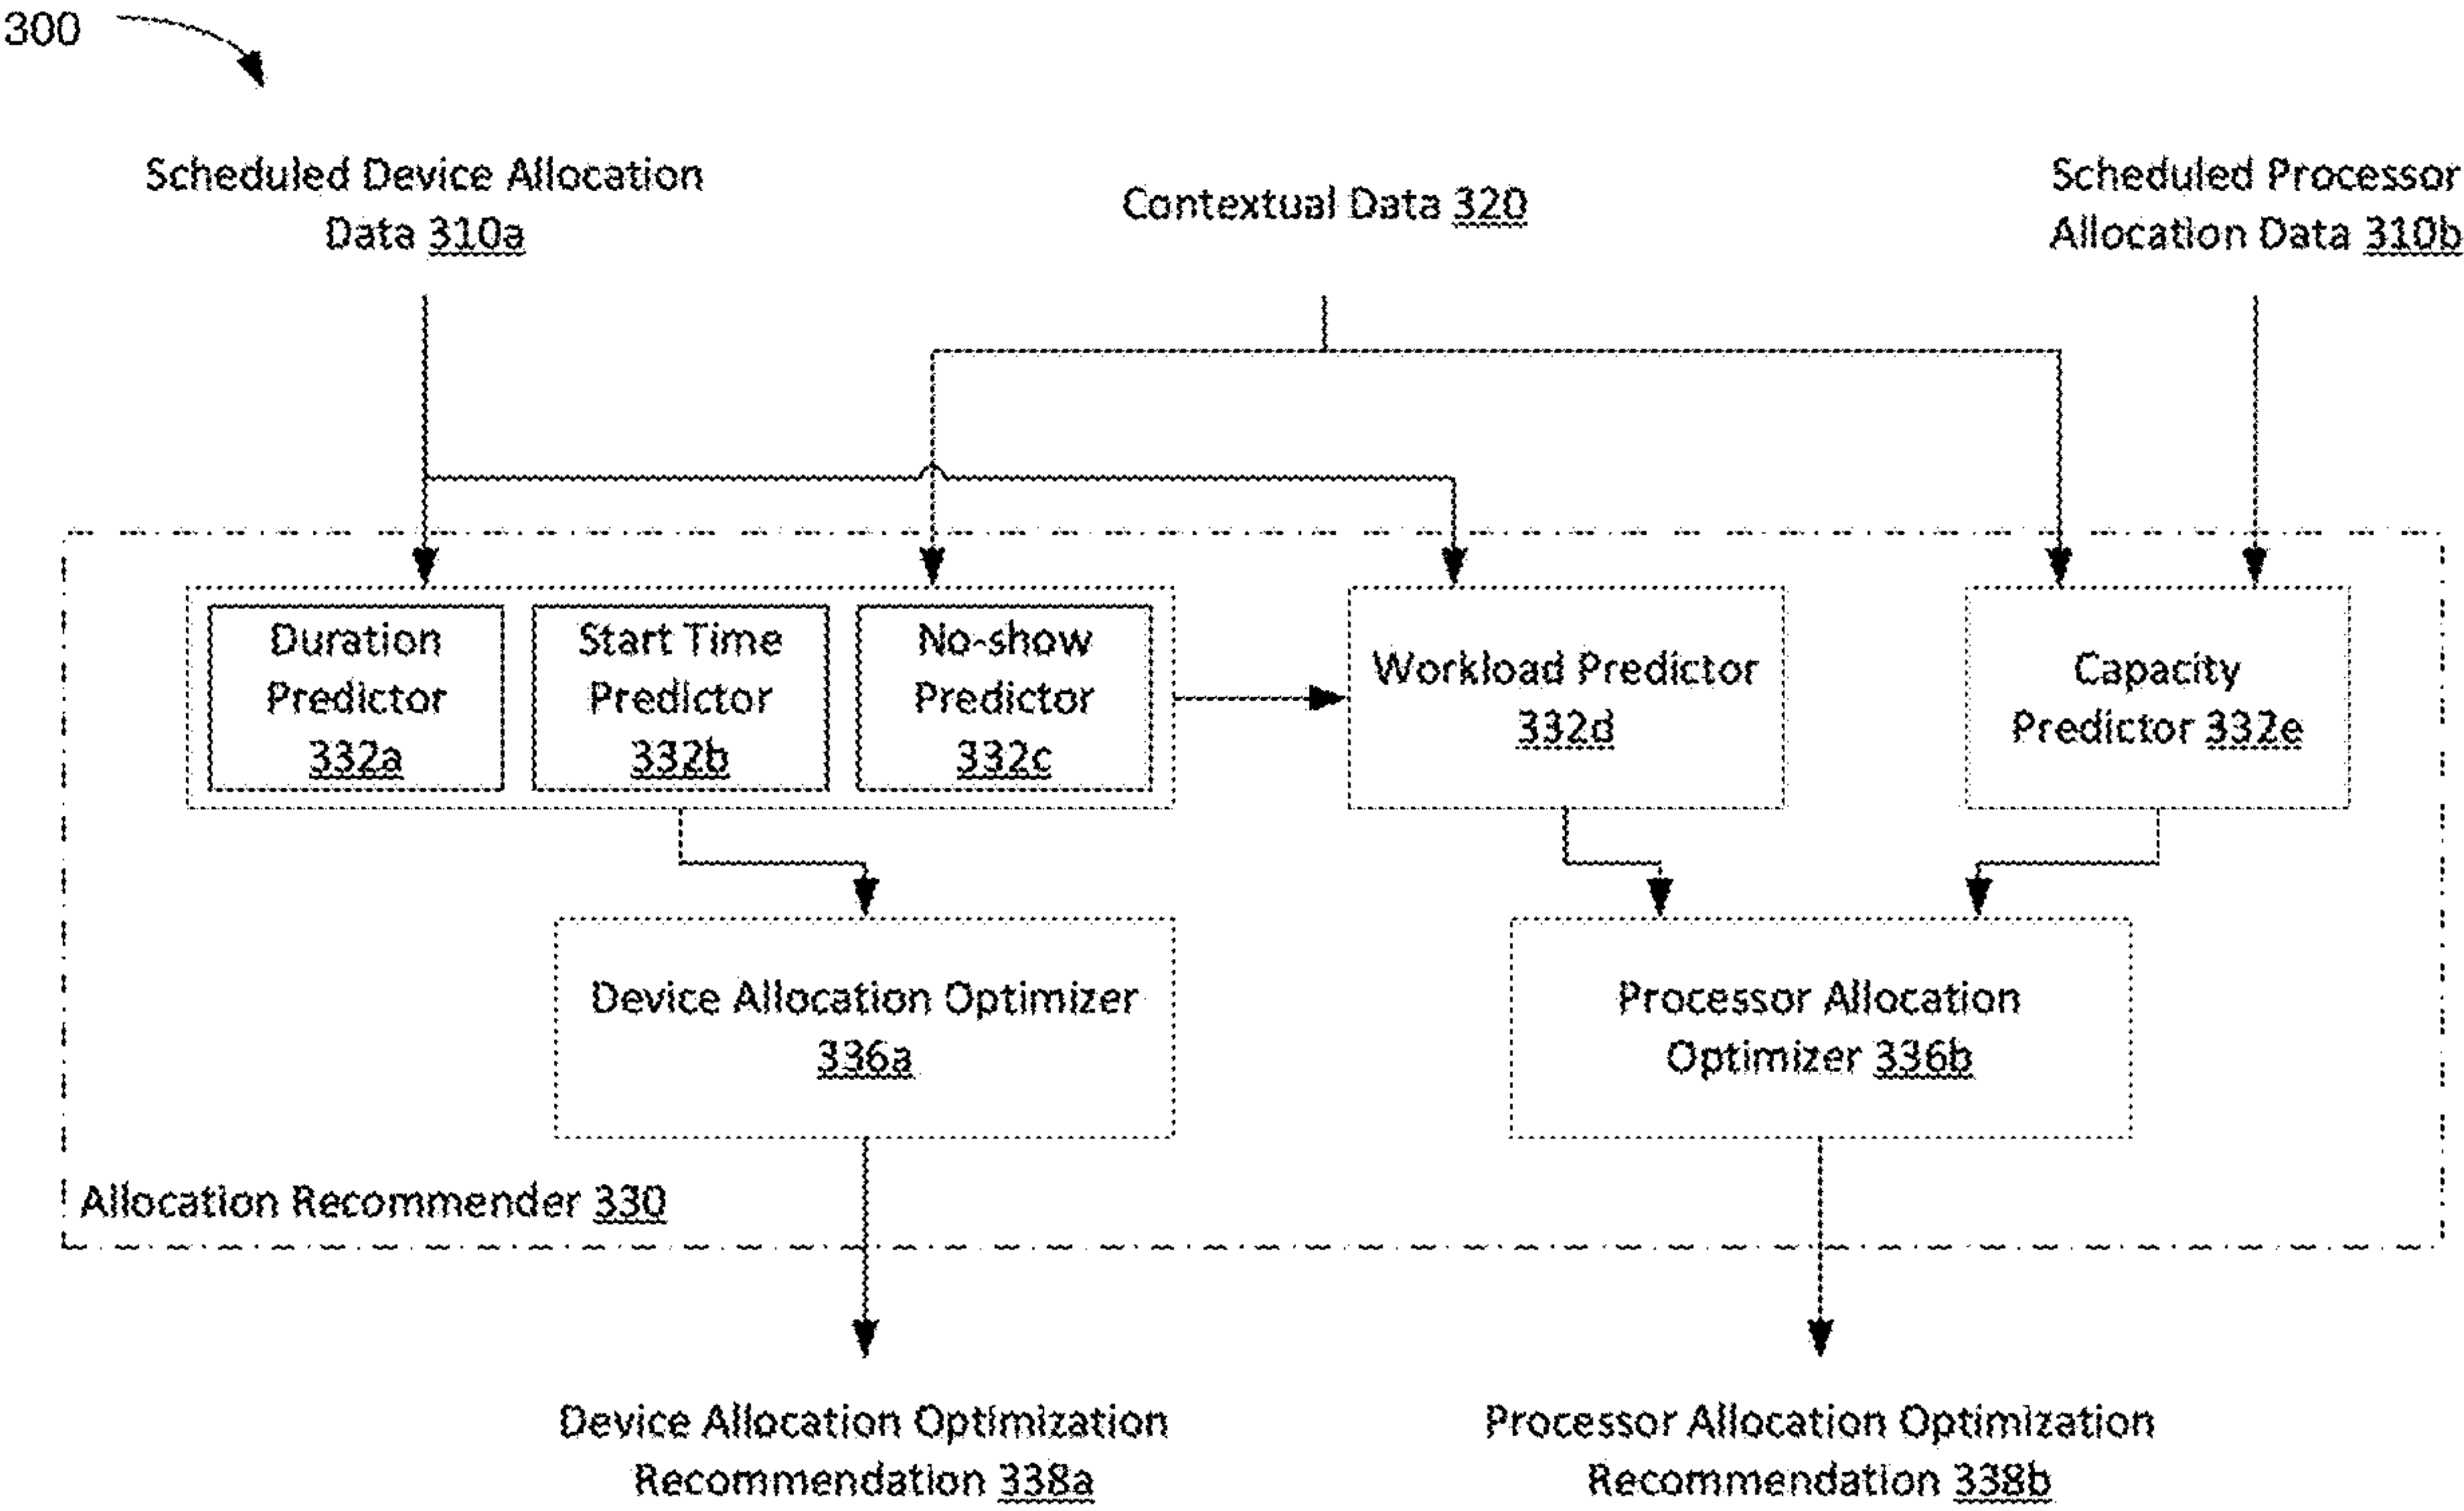 300
Scheduled Device Allocation
Data 310a
Contextual Data 320
Scheduled Processor
Allocation Data 310b
Duration
Predictor
332a
Start Time
Predictor
332b
No-show
Predictor
332c
Workload Predictor
332d
Capacity
Predictor 332e
Device Allocation Optimizer
336a
Processor Allocation
Optimizer 336b
Allocation Recommender 330
Device Allocation Optimization
Recommendation 338a
Processor Allocation Optimization
Recommendation 338b